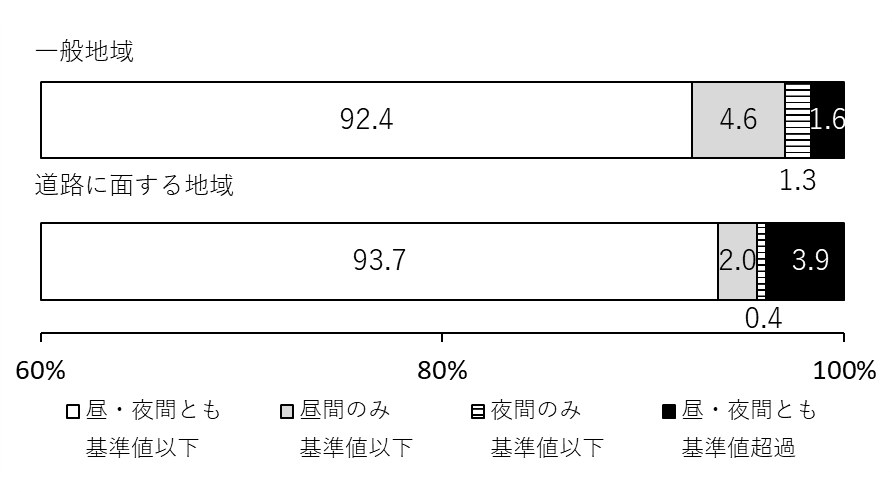 一般地域
92.4
4.6
1.6
1.3
道路に面する地域
93.7
2.0
3.9
0.4
60%
80%
100%
昼・夜間とも
基準値以下
昼間のみ
基準値以下
夜間のみ
基準値以下
昼・夜間とも
基準値超過